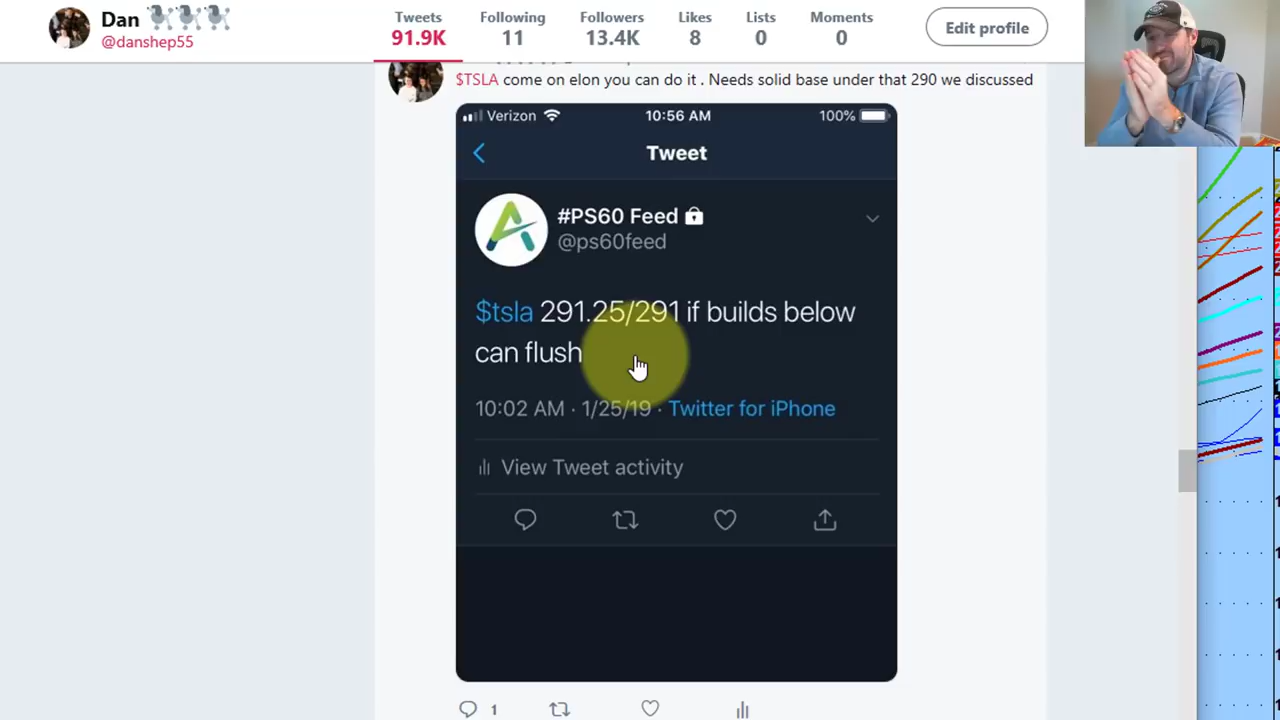 Dan
@danshep55
Tweets
91.9K
Following
11
Followers
13.4K
Likes
8
Lists
0
Moments
0
Edit profile
$TSLA come on elon you can do it . Needs solid base under that 290 we discussed
Verizon
10:56 AM
100%
Tweet
#PS60 Feed
@ps60feed
$tsla 291.25/291 if builds below
can flush
10:02 AM · 1/25/19 · Twitter for iPhone
View Tweet activity
1